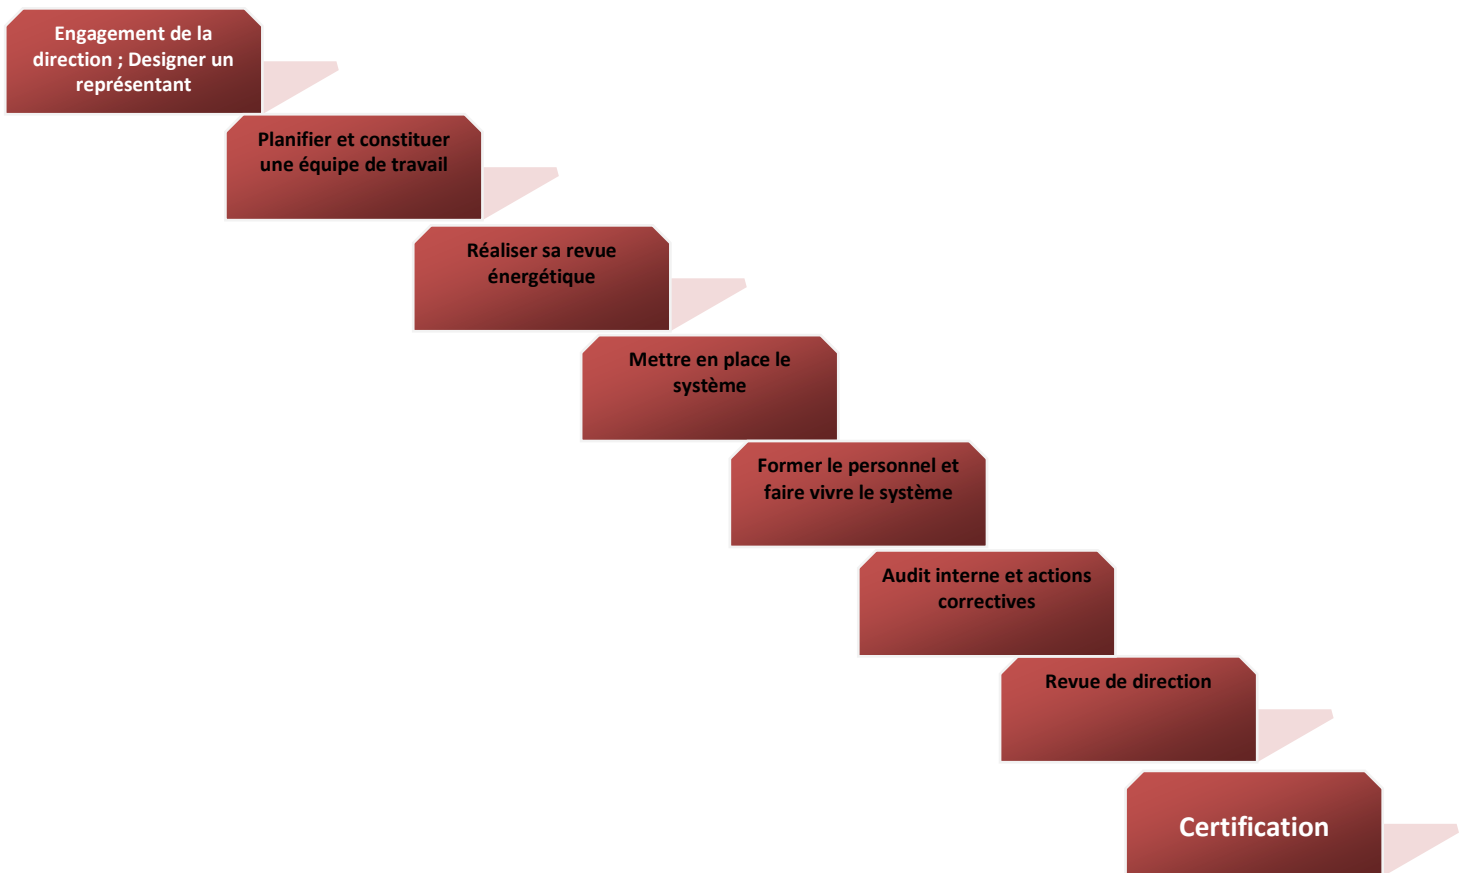 Engagement de la
direction ; Designer un
représentant
Planifier et constituer
une équipe de travail
Réaliser sa revue
énergétique
Mettre en place le
système
Former le personnel et
faire vivre le système
Audit interne et actions
correctives
Revue de direction
Certification